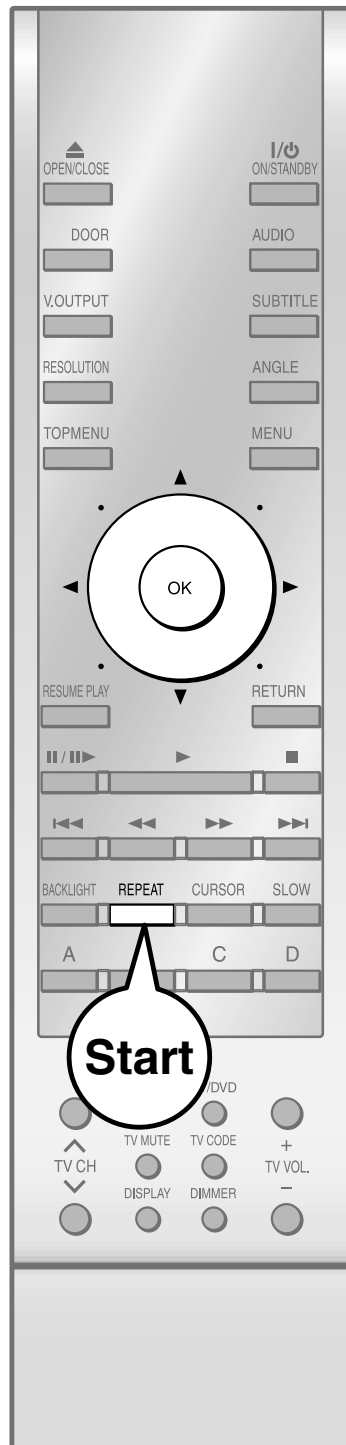 I/⏻
OPEN/CLOSE ON/STANDBY
DOOR AUDIO
V.OUTPUT SUBTITLE
RESOLUTION ANGLE
TOPMENU MENU
OK
RESUME PLAY RETURN
BACKLIGHT REPEAT CURSOR SLOW
A C D
Start
/DVD
TV MUTE TV CODE +
TV CH TV VOL.
DISPLAY DIMMER −